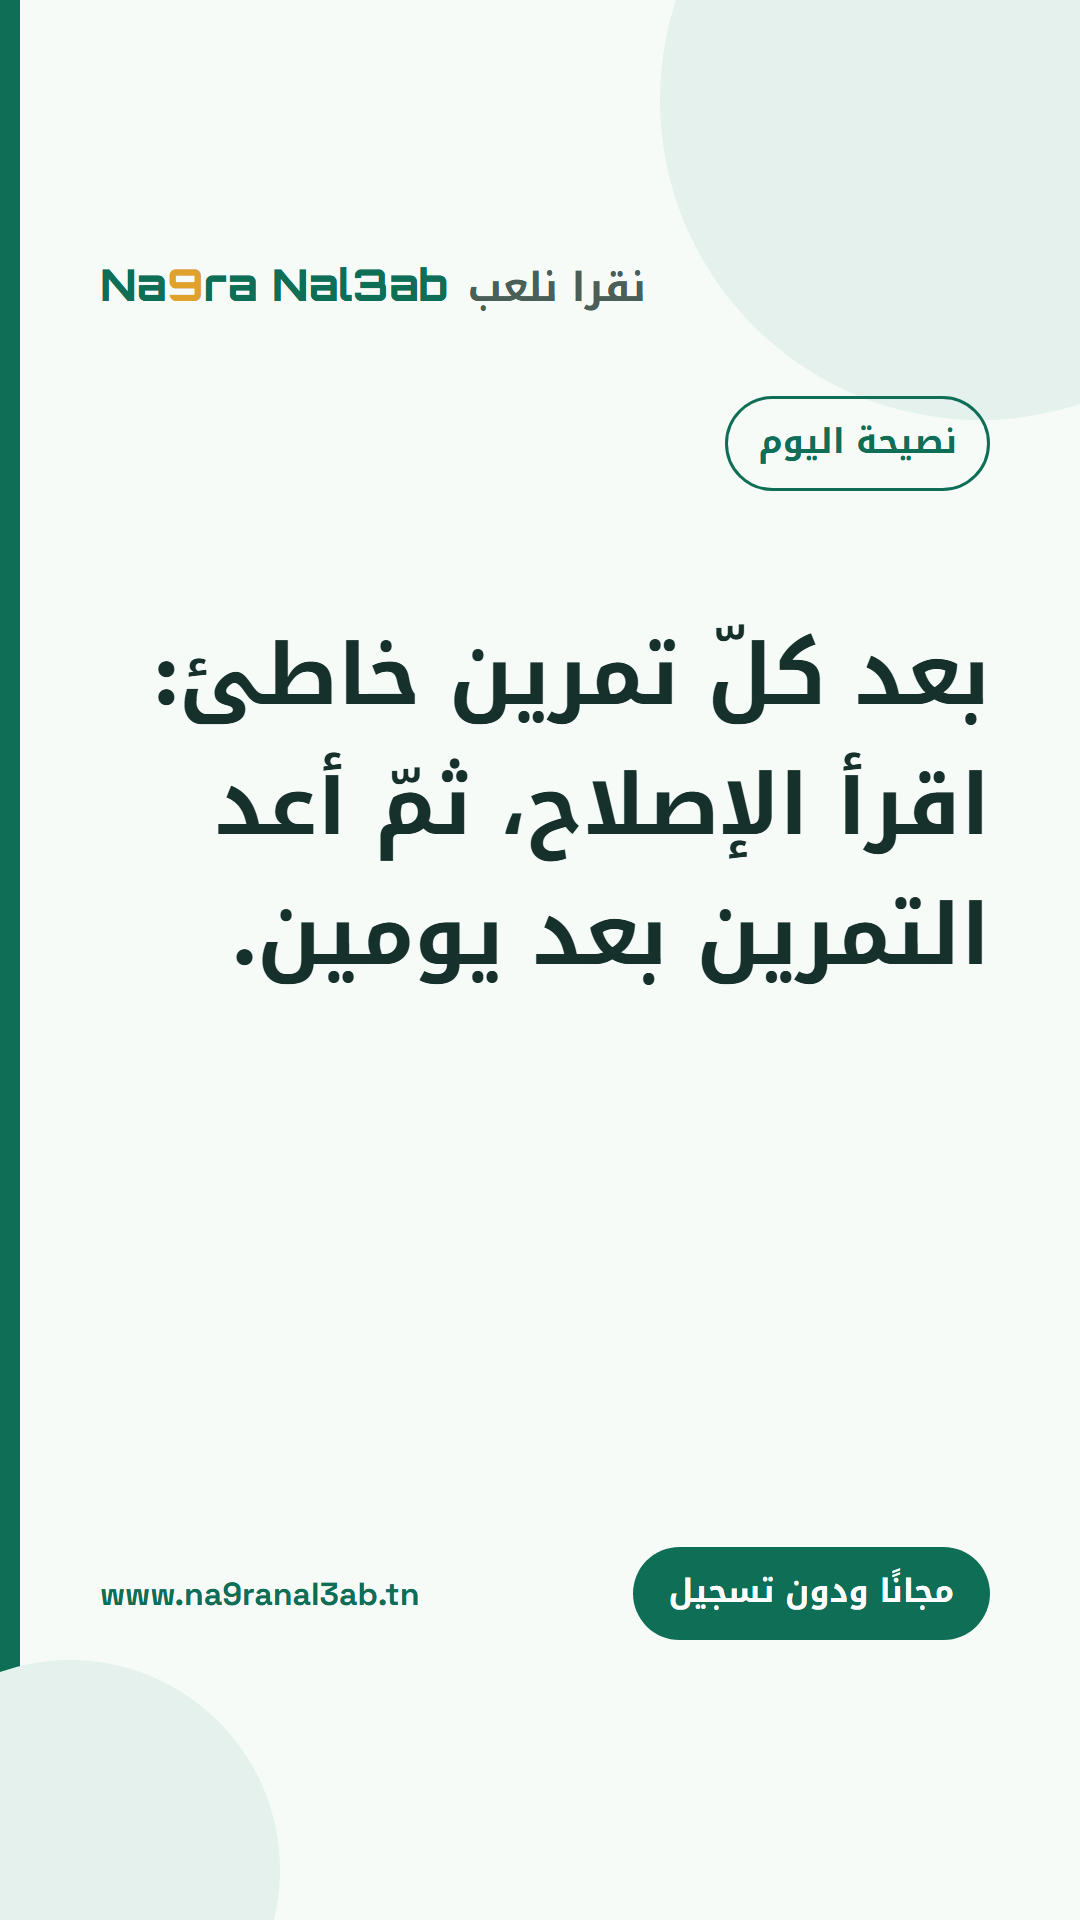 Na9ra Nal3ab نقرا نلعب
نصيحة اليوم
بعد كلّ تمرين خاطئ:
اقرأ الإصلاح، ثمّ أعد
التمرين بعد يومين.
مجانًا ودون تسجيل
www.na9ranal3ab.tn